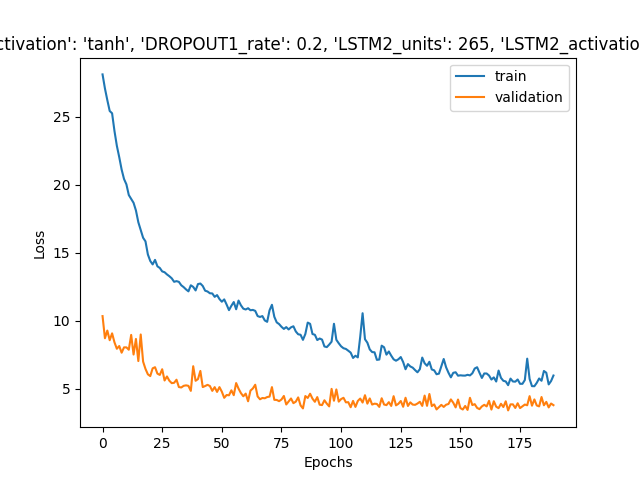 ctivation': 'tanh', 'DROPOUT1_rate': 0.2, 'LSTM2_units': 265, 'LSTM2_activatio
train
validation
25
20
15
10
5
Loss
0
25
50
75
100
125
150
175
Epochs